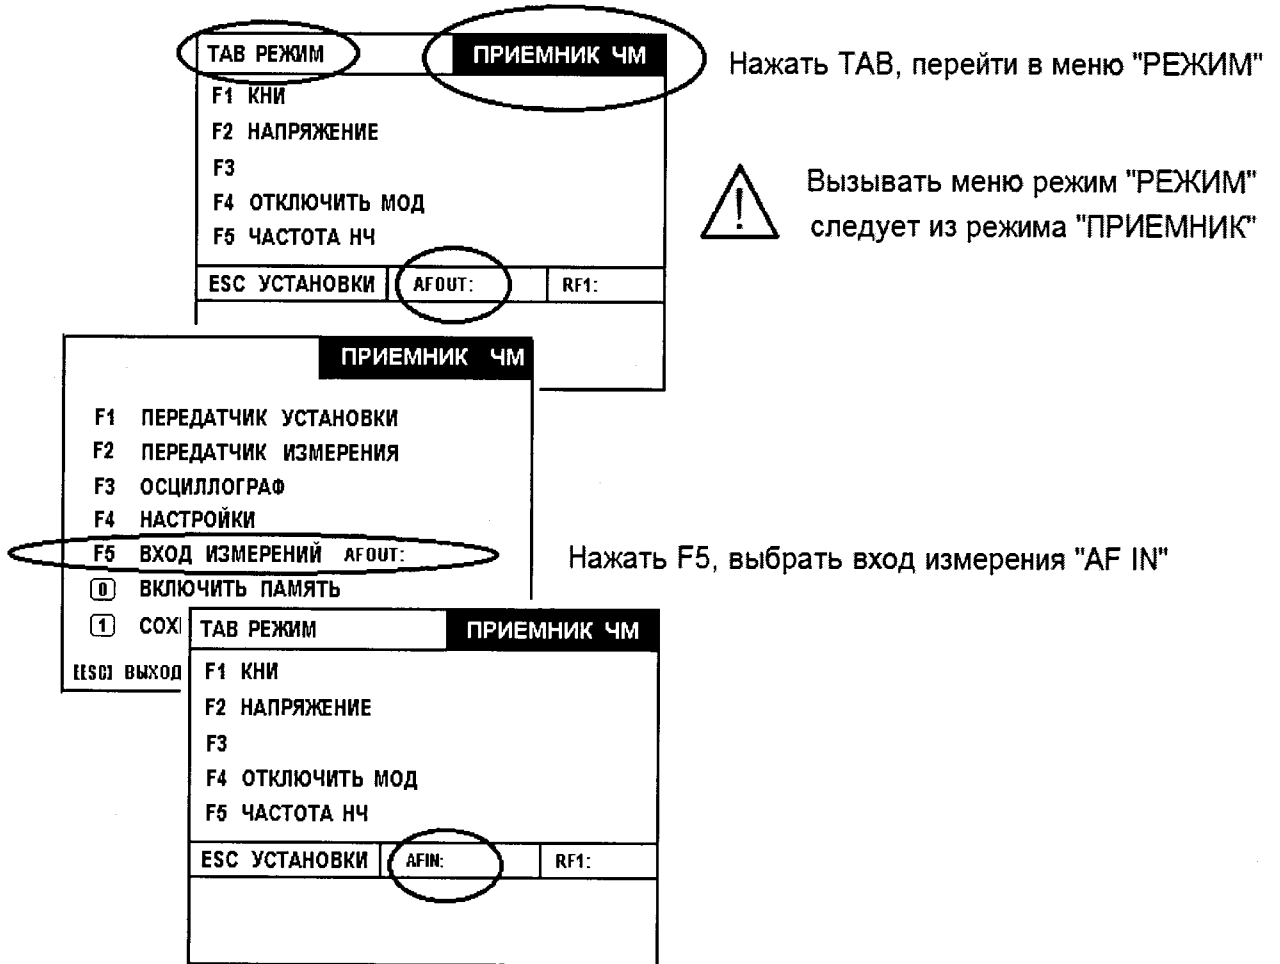 TAB РЕЖИМ ПРИЕМНИК ЧМ
F1 КНИ
F2 НАПРЯЖЕНИЕ
F3
F4 ОТКЛЮЧИТЬ МОД
F5 ЧАСТОТА НЧ
ESC УСТАНОВКИ AFOUT: RF1:
Нажать TAB, перейти в меню "РЕЖИМ"
Вызывать меню режим "РЕЖИМ"
следует из режима "ПРИЕМНИК"
ПРИЕМНИК ЧМ
F1 ПЕРЕДАТЧИК УСТАНОВКИ
F2 ПЕРЕДАТЧИК ИЗМЕРЕНИЯ
F3 ОСЦИЛЛОГРАФ
F4 НАСТРОЙКИ
F5 ВХОД ИЗМЕРЕНИЙ AFOUT:
0 ВКЛЮЧИТЬ ПАМЯТЬ
1 СОХ
[ESC] ВЫХОД
Нажать F5, выбрать вход измерения "AF IN"
TAB РЕЖИМ ПРИЕМНИК ЧМ
F1 КНИ
F2 НАПРЯЖЕНИЕ
F3
F4 ОТКЛЮЧИТЬ МОД
F5 ЧАСТОТА НЧ
ESC УСТАНОВКИ AFIN: RF1: